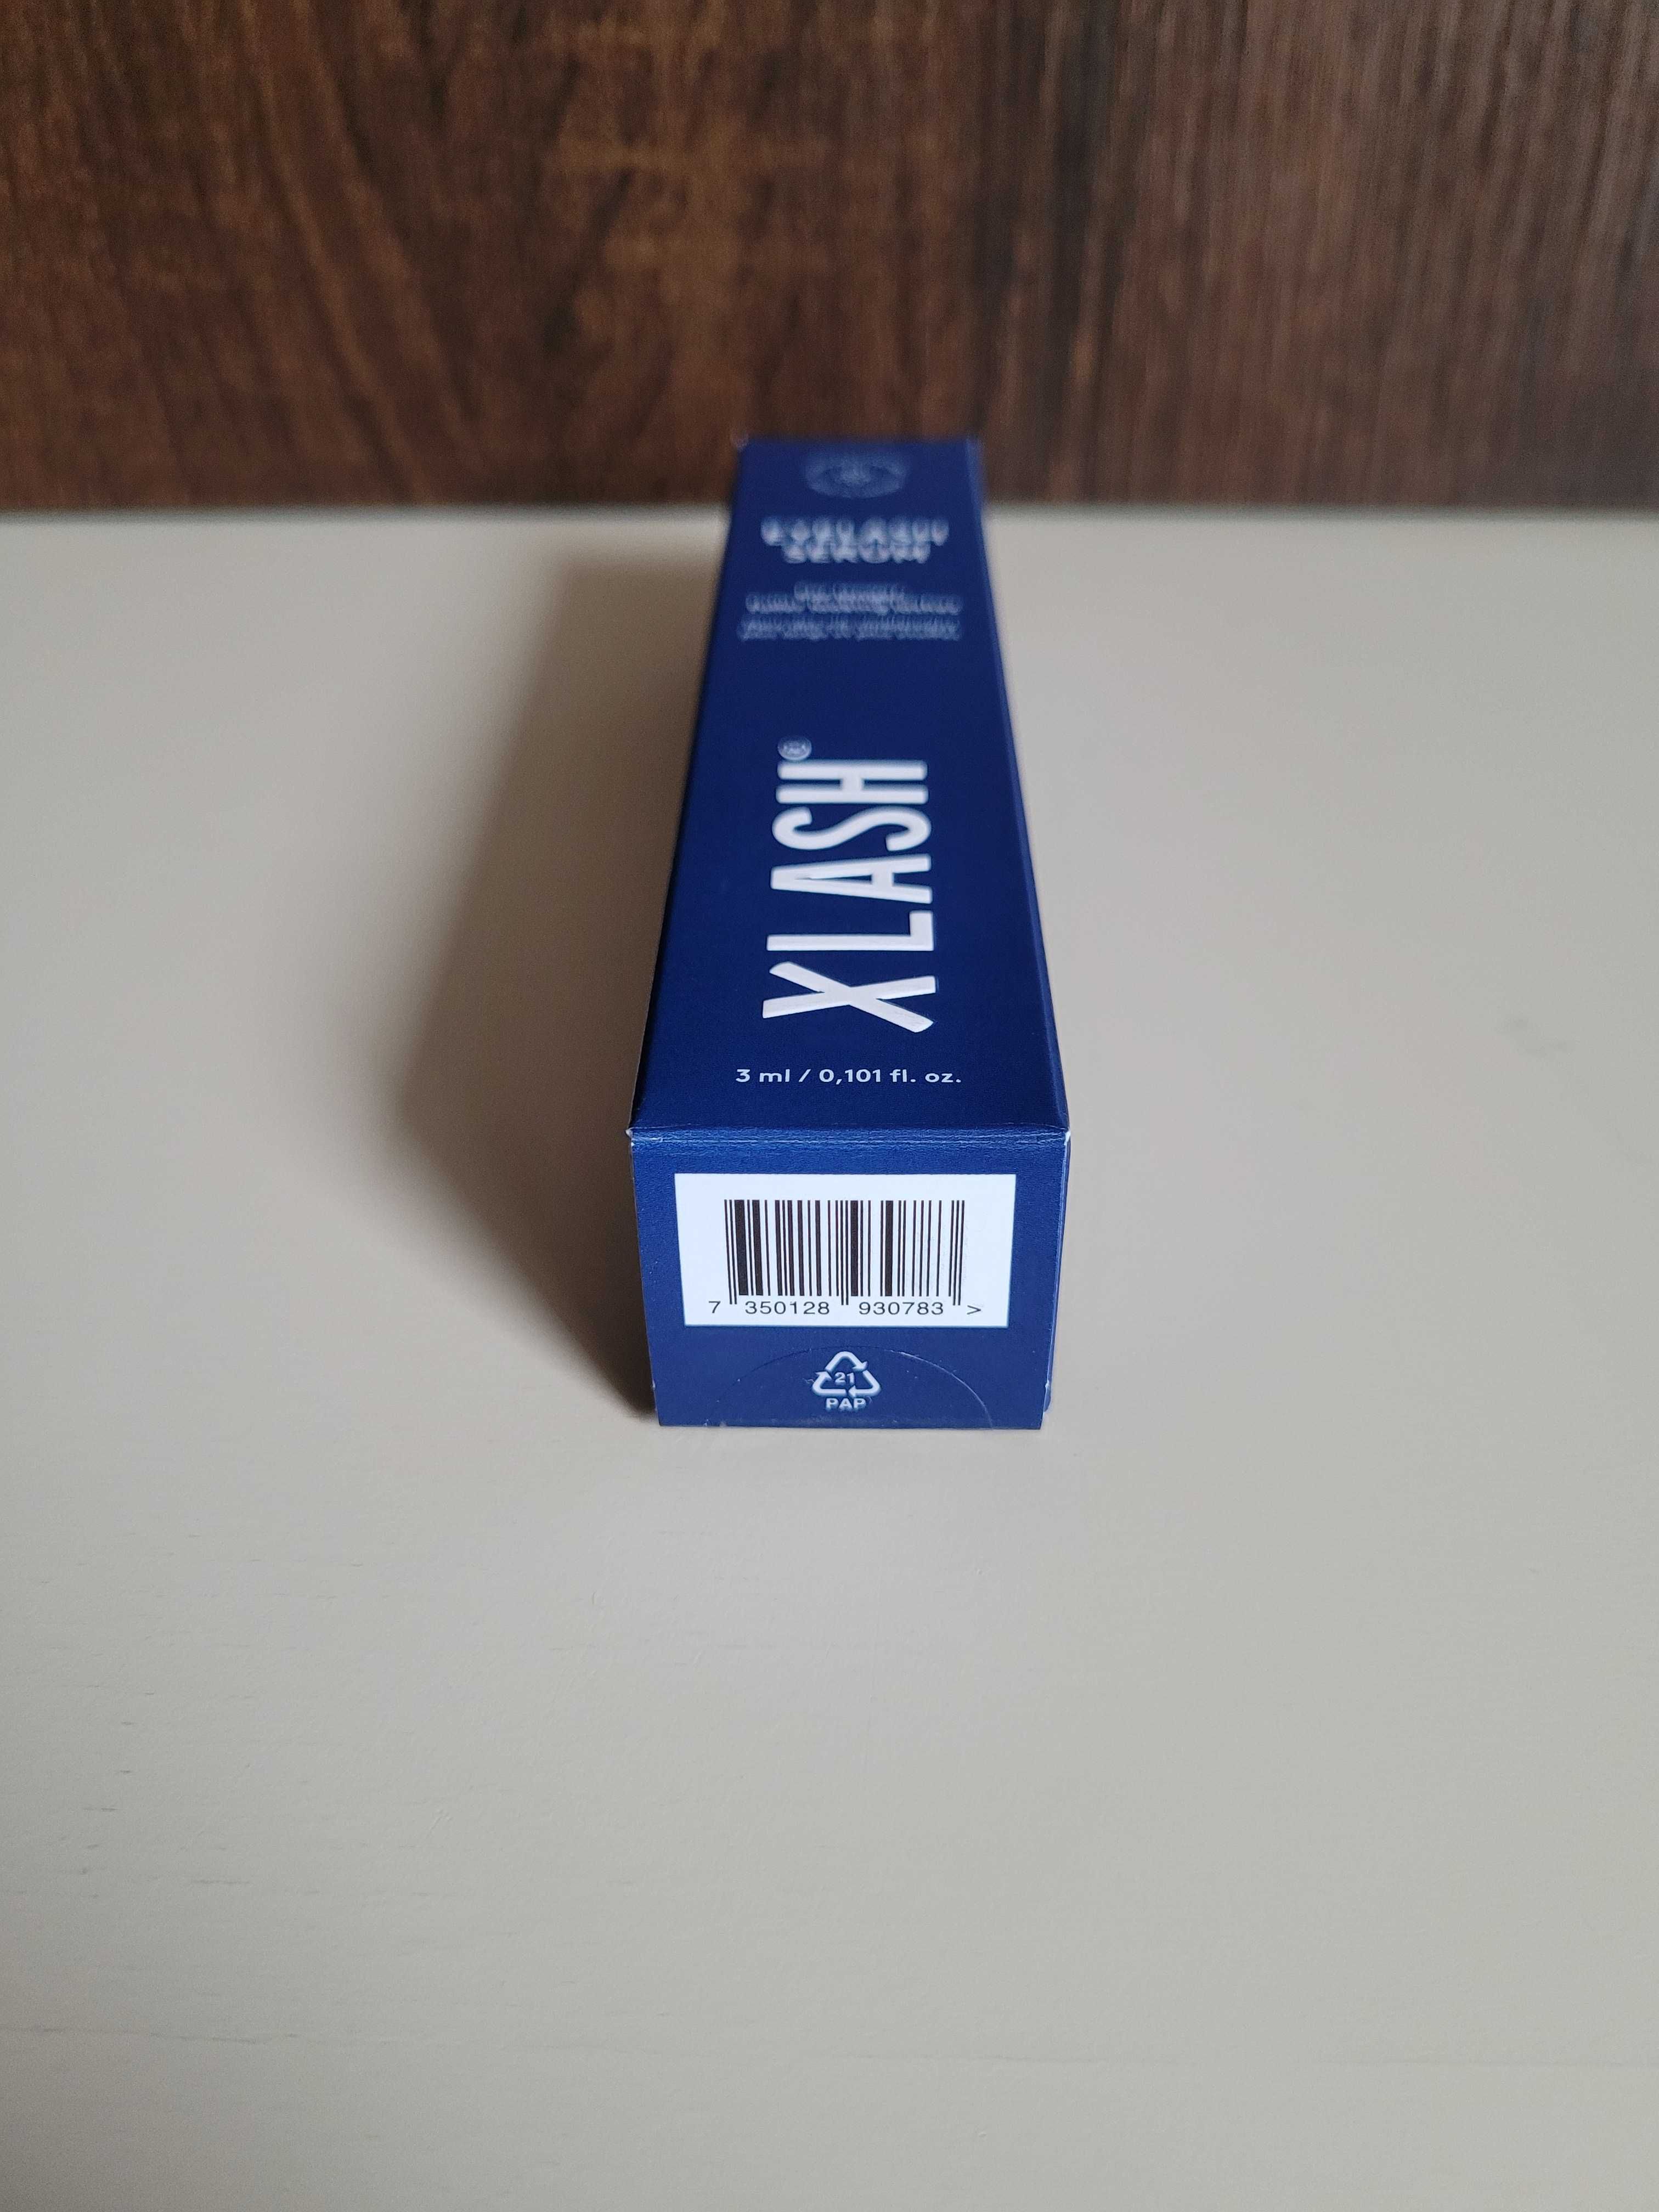 EYELASH
SERUM
XLASH®
3 ml / 0,101 fl. oz.
7 350128 930783 >
21
PAP